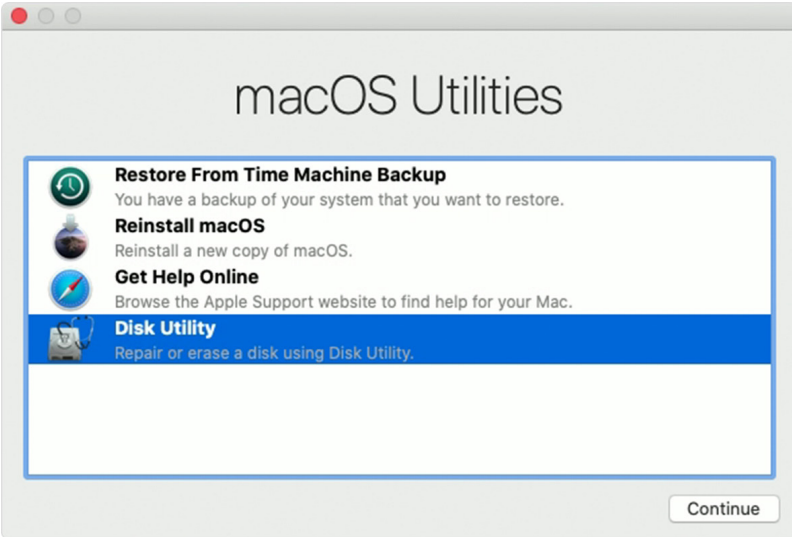 macOS Utilities
Restore From Time Machine Backup
You have a backup of your system that you want to restore.
Reinstall macOS
Reinstall a new copy of macOS.
Get Help Online
Browse the Apple Support website to find help for your Mac.
Disk Utility
Repair or erase a disk using Disk Utility.
Continue